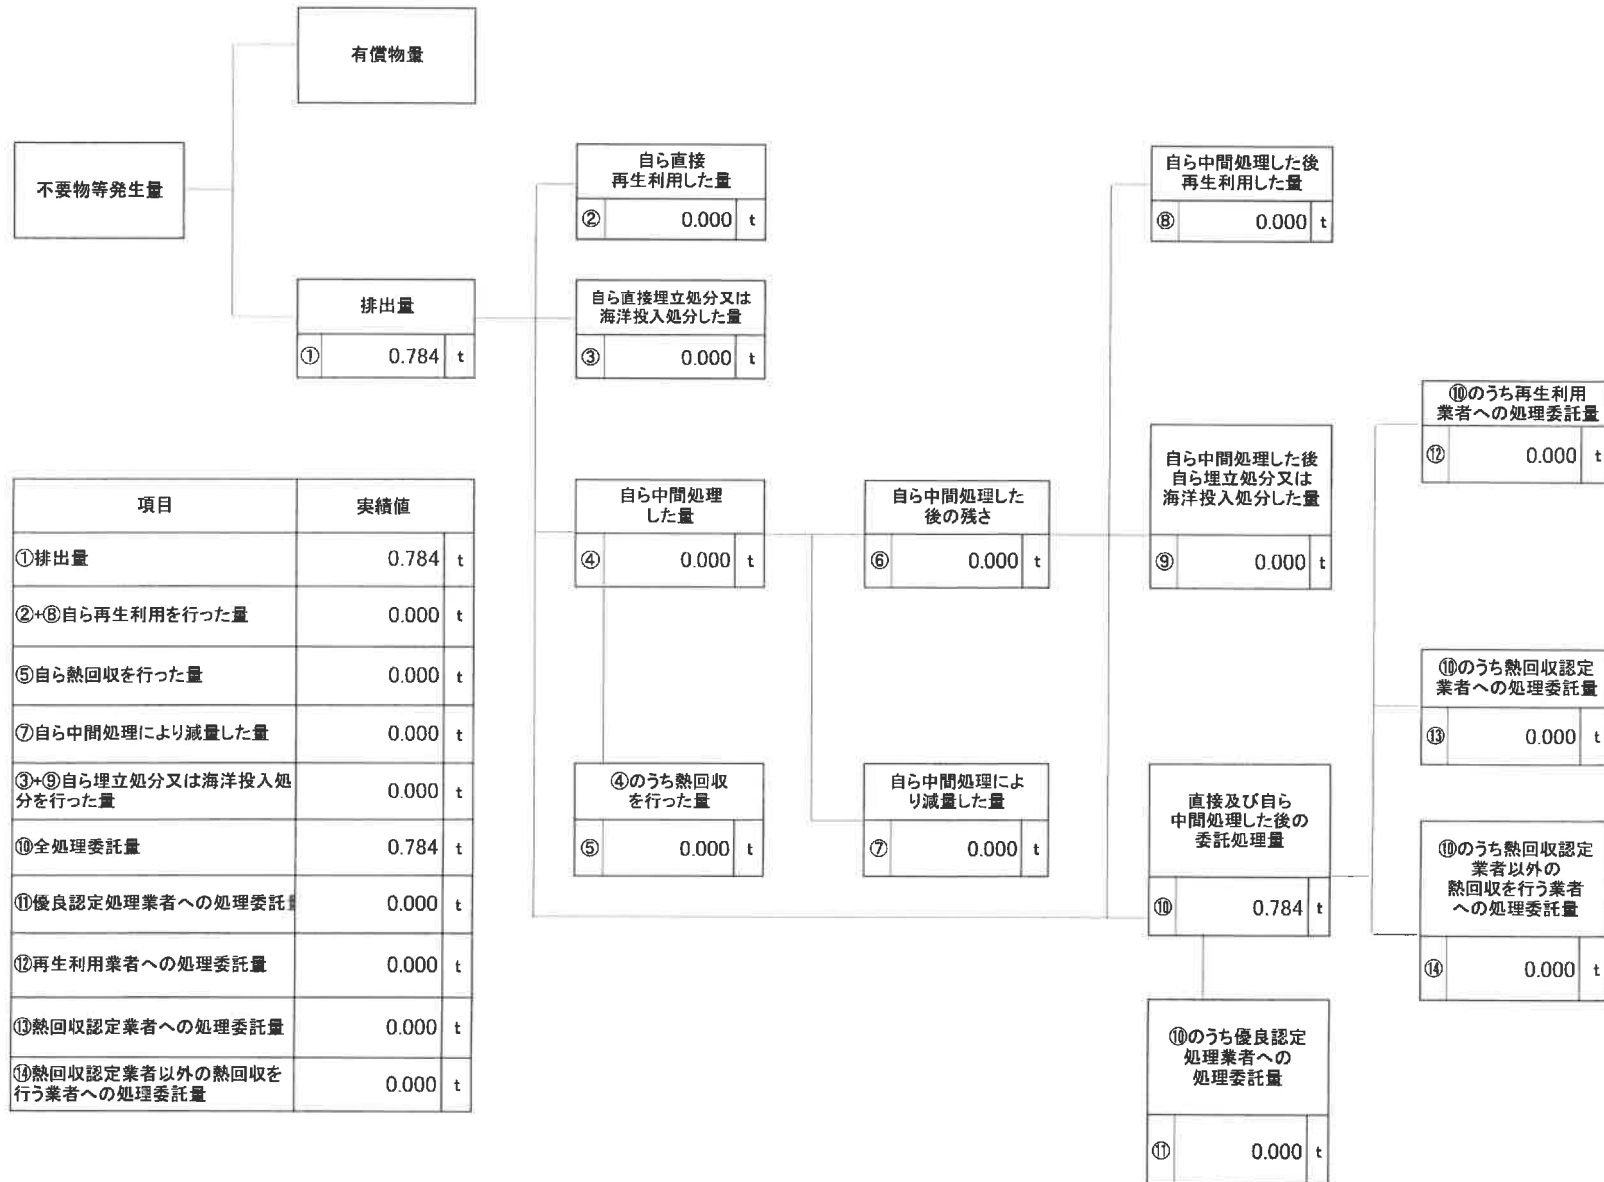 有償物量
不要物等発生量
排出量
① 0.784 t
自ら直接
再生利用した量
② 0.000 t
自ら直接埋立処分又は
海洋投入処分した量
③ 0.000 t
自ら中間処理
した量
④ 0.000 t
④のうち熱回収
を行った量
⑤ 0.000 t
自ら中間処理した
後の残さ
⑥ 0.000 t
自ら中間処理によ
り減量した量
⑦ 0.000 t
自ら中間処理した後
再生利用した量
⑧ 0.000 t
自ら中間処理した後
自ら埋立処分又は
海洋投入処分した量
⑨ 0.000 t
直接及び自ら
中間処理した後の
委託処理量
⑩ 0.784 t
⑩のうち優良認定
処理業者への
処理委託量
⑪ 0.000 t
⑩のうち再生利用
業者への処理委託量
⑫ 0.000 t
⑩のうち熱回収認定
業者への処理委託量
⑬ 0.000 t
⑩のうち熱回収認定
業者以外の
熱回収を行う業者
への処理委託量
⑭ 0.000 t
項目 実績値
①排出量 0.784 t
②+⑧自ら再生利用を行った量 0.000 t
⑤自ら熱回収を行った量 0.000 t
⑦自ら中間処理により減量した量 0.000 t
③+⑨自ら埋立処分又は海洋投入処
分を行った量 0.000 t
⑩全処理委託量 0.784 t
⑪優良認定処理業者への処理委託 0.000 t
⑫再生利用業者への処理委託量 0.000 t
⑬熱回収認定業者への処理委託量 0.000 t
⑭熱回収認定業者以外の熱回収を
行う業者への処理委託量 0.000 t